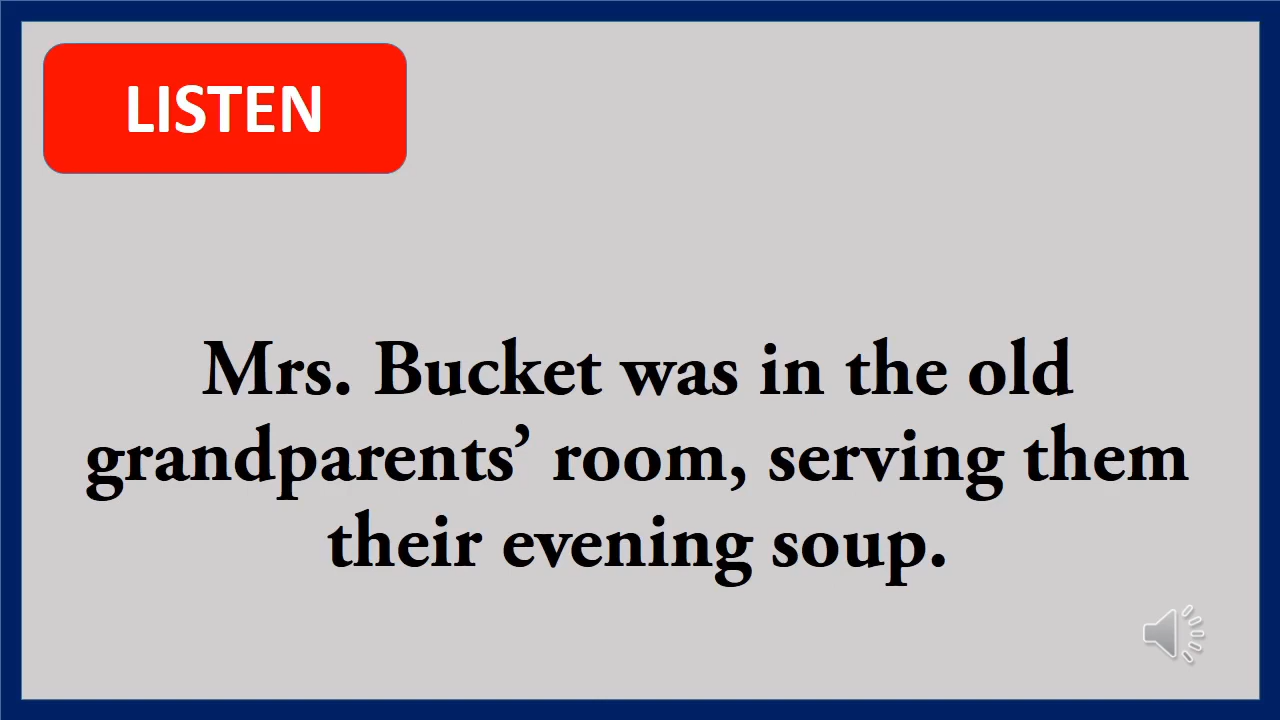 LISTEN
Mrs. Bucket was in the old
grandparents’ room, serving them
their evening soup.